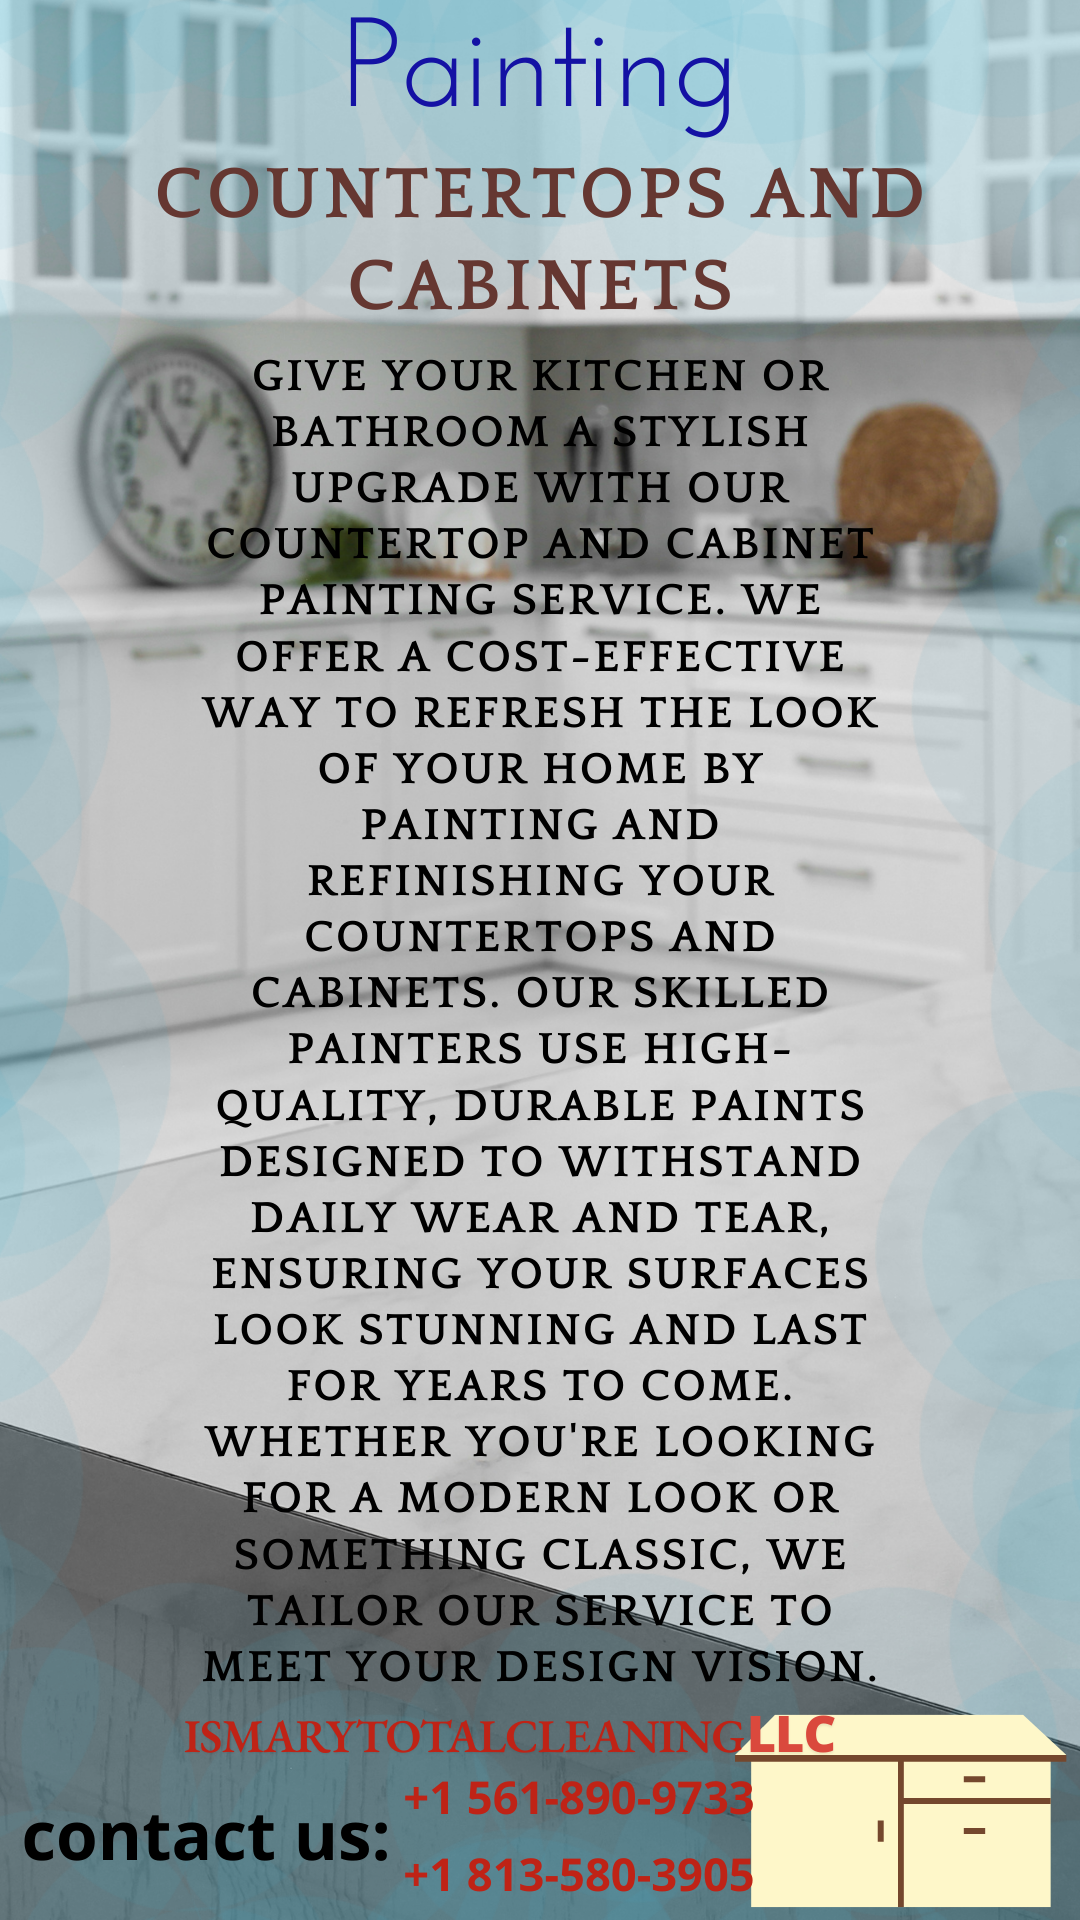 Painting
COUNTERTOPS AND
CABINETS
GIVE YOUR KITCHEN OR
BATHROOM A STYLISH
UPGRADE WITH OUR
COUNTERTOP AND CABINET
PAINTING SERVICE. WE
OFFER A COST-EFFECTIVE
WAY TO REFRESH THE LOOK
OF YOUR HOME BY
PAINTING AND
REFINISHING YOUR
COUNTERTOPS AND
CABINETS. OUR SKILLED
PAINTERS USE HIGH-
QUALITY, DURABLE PAINTS
DESIGNED TO WITHSTAND
DAILY WEAR AND TEAR,
ENSURING YOUR SURFACES
LOOK STUNNING AND LAST
FOR YEARS TO COME.
WHETHER YOU'RE LOOKING
FOR A MODERN LOOK OR
SOMETHING CLASSIC, WE
TAILOR OUR SERVICE TO
MEET YOUR DESIGN VISION.
ISMARYTOTALCLEANINGLLC
+1 561-890-9733
contact us:
+1 813-580-3905